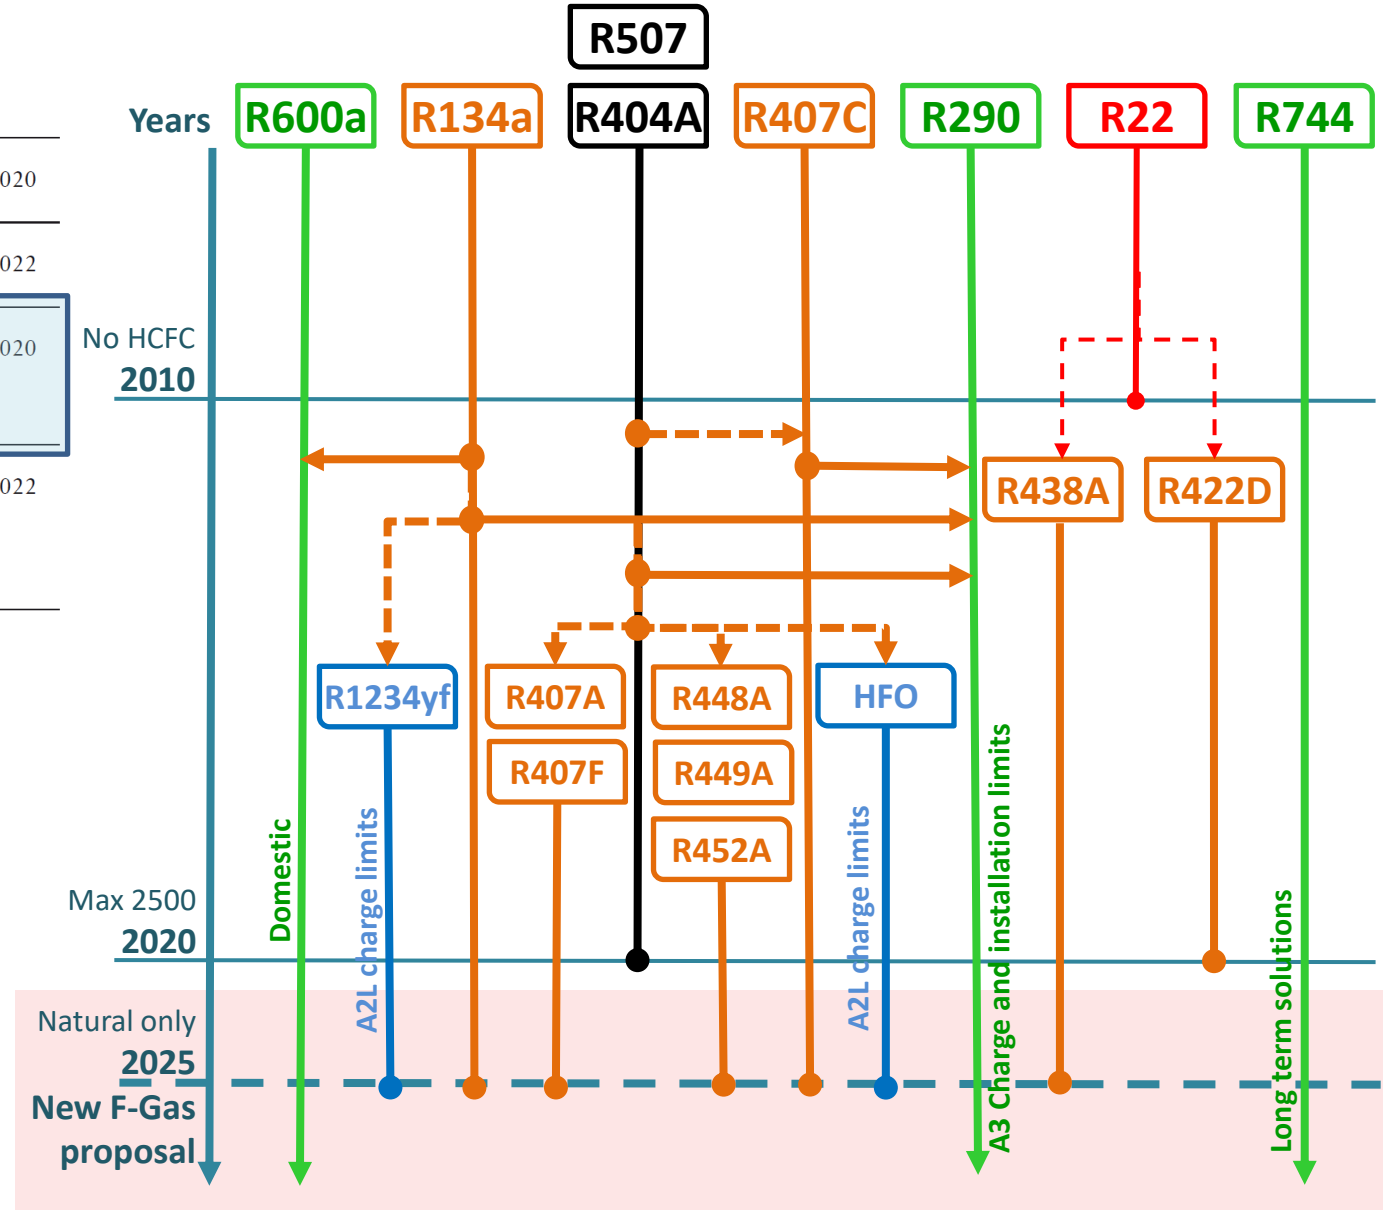 R507
Years
R600a
R134a
R404A
R407C
R290
R22
R744
020
022
020
022
No HCFC
2010
R438A
R422D
R1234yf
R407A
R448A
HFO
R407F
R449A
R452A
Domestic
A2L charge limits
A2L charge limits
A3 Charge and installation limits
Long term solutions
Max 2500
2020
Natural only
2025
New F-Gas
proposal